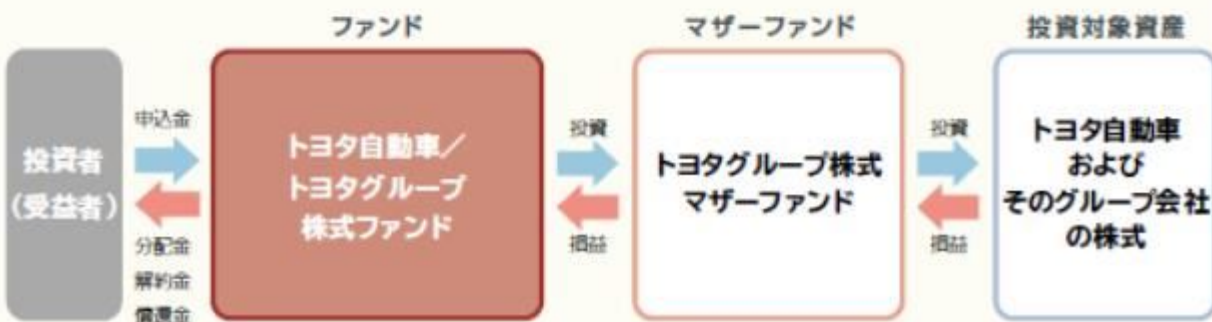 ファンド
マザーファンド
投資対象資産
投資者
(受益者)
申込金
分配金
解約金
償還金
トヨタ自動車／
トヨタグループ
株式ファンド
投資
損益
トヨタグループ株式
マザーファンド
投資
損益
トヨタ自動車
および
そのグループ会社
の株式